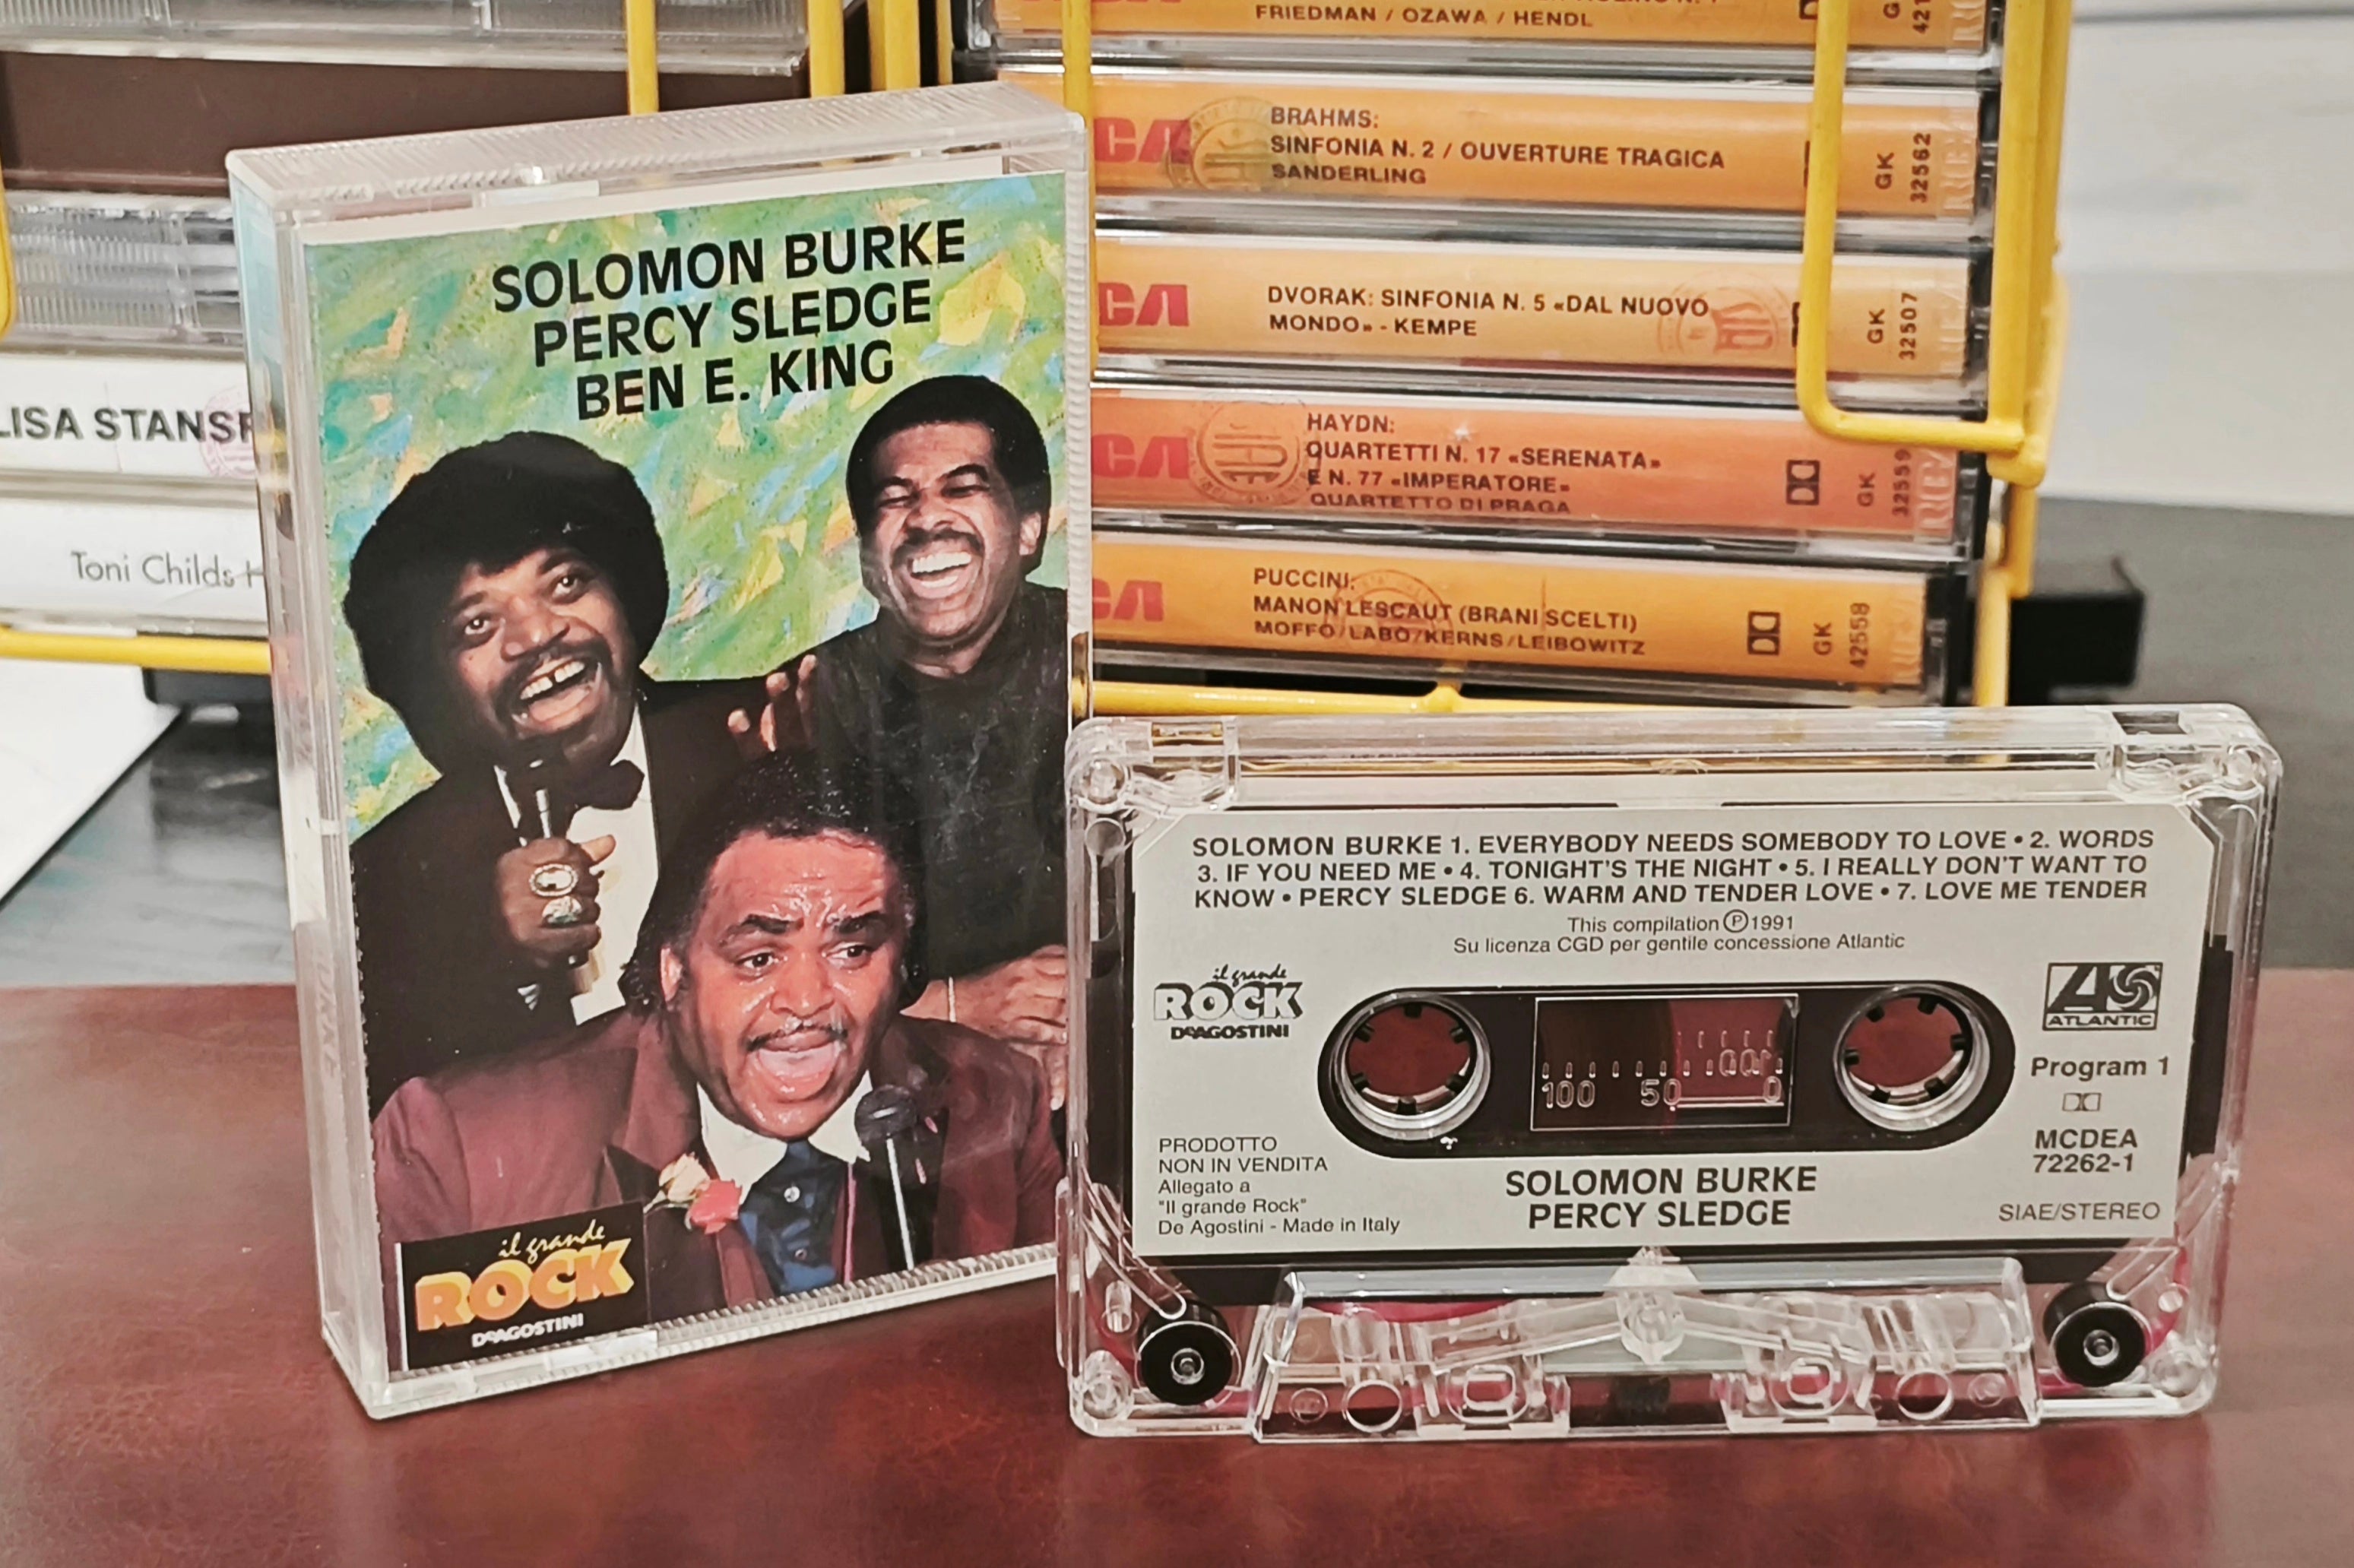 SOLOMON BURKE
PERCY SLEDGE
BEN E. KING
il grande
ROCK
DeAGOSTINI
LISA STANSF
Toni Childs
FRIEDMAN / OZAWA / HENDL
BRAHMS:
SINFONIA N. 2 / OUVERTURE TRAGICA
SANDERLING
GK
32562
DVORAK: SINFONIA N. 5 «DAL NUOVO
MONDO» - KEMPE
GK
32507
HAYDN:
QUARTETTI N. 17 «SERENATA»
E N. 77 «IMPERATORE»
QUARTETTO DI PRAGA
GK
32559
PUCCINI:
MANON LESCAUT (BRANI SCELTI)
MOFFO/LABO/KERNS/LEIBOWITZ
GK
42558
SOLOMON BURKE 1. EVERYBODY NEEDS SOMEBODY TO LOVE • 2. WORDS
3. IF YOU NEED ME • 4. TONIGHT'S THE NIGHT • 5. I REALLY DON'T WANT TO
KNOW • PERCY SLEDGE 6. WARM AND TENDER LOVE • 7. LOVE ME TENDER
This compilation Ⓟ 1991
Su licenza CGD per gentile concessione Atlantic
il grande
ROCK
DeAGOSTINI
ATLANTIC
Program 1
MCDEA
72262-1
SIAE/STEREO
100 50 0
PRODOTTO
NON IN VENDITA
Allegato a
"Il grande Rock"
De Agostini - Made in Italy
SOLOMON BURKE
PERCY SLEDGE